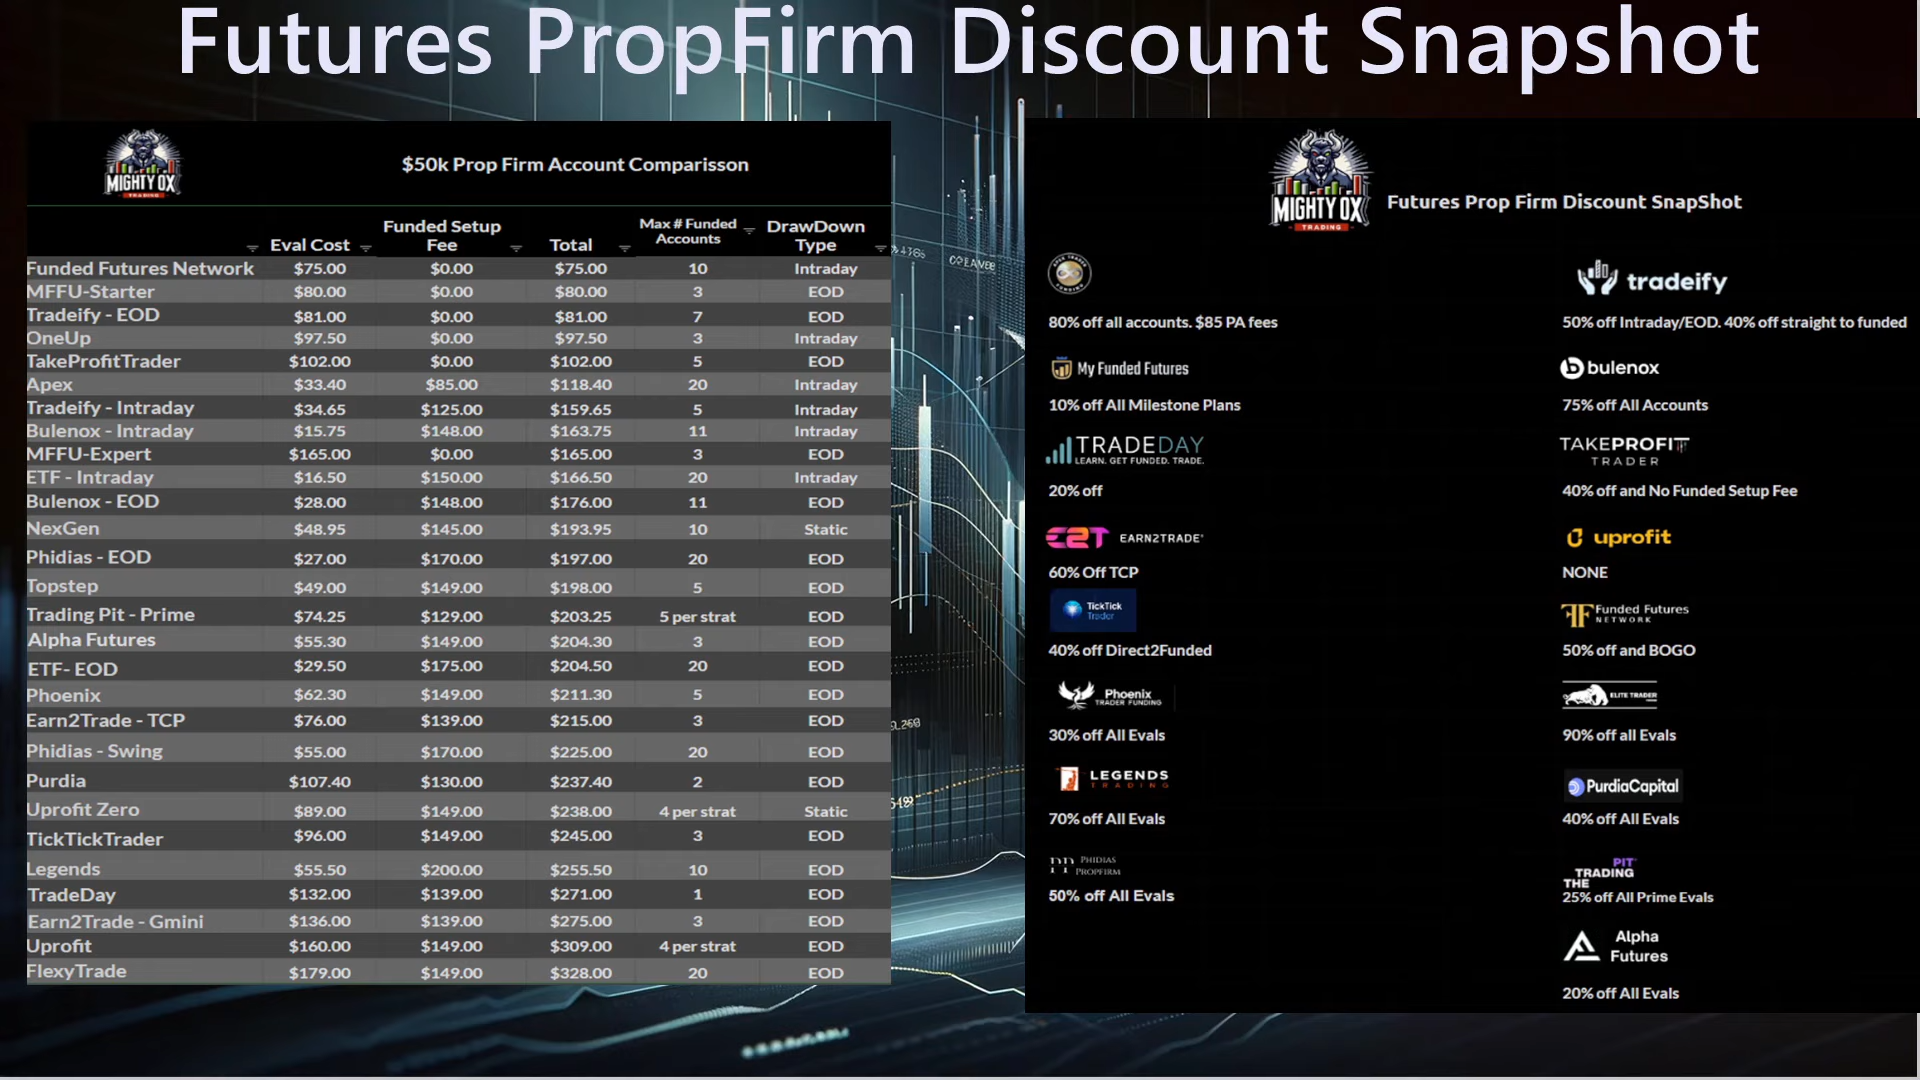 Futures PropFirm Discount Snapshot
MIGHTY OX
TRADING
$50k Prop Firm Account Comparisson
Eval Cost Funded Setup Fee Total Max # Funded Accounts DrawDown Type
Funded Futures Network $75.00 $0.00 $75.00 10 Intraday
MFFU-Starter $80.00 $0.00 $80.00 3 EOD
Tradeify - EOD $81.00 $0.00 $81.00 7 EOD
OneUp $97.50 $0.00 $97.50 3 Intraday
TakeProfitTrader $102.00 $0.00 $102.00 5 EOD
Apex $33.40 $85.00 $118.40 20 Intraday
Tradeify - Intraday $34.65 $125.00 $159.65 5 Intraday
Bulenox - Intraday $15.75 $148.00 $163.75 11 Intraday
MFFU-Expert $165.00 $0.00 $165.00 3 EOD
ETF - Intraday $16.50 $150.00 $166.50 20 Intraday
Bulenox - EOD $28.00 $148.00 $176.00 11 EOD
NexGen $48.95 $145.00 $193.95 10 Static
Phidias - EOD $27.00 $170.00 $197.00 20 EOD
Topstep $49.00 $149.00 $198.00 5 EOD
Trading Pit - Prime $74.25 $129.00 $203.25 5 per strat EOD
Alpha Futures $55.30 $149.00 $204.30 3 EOD
ETF- EOD $29.50 $175.00 $204.50 20 EOD
Phoenix $62.30 $149.00 $211.30 5 EOD
Earn2Trade - TCP $76.00 $139.00 $215.00 3 EOD
Phidias - Swing $55.00 $170.00 $225.00 20 EOD
Purdia $107.40 $130.00 $237.40 2 EOD
Uprofit Zero $89.00 $149.00 $238.00 4 per strat Static
TickTickTrader $96.00 $149.00 $245.00 3 EOD
Legends $55.50 $200.00 $255.50 10 EOD
TradeDay $132.00 $139.00 $271.00 1 EOD
Earn2Trade - Gmini $136.00 $139.00 $275.00 3 EOD
Uprofit $160.00 $149.00 $309.00 4 per strat EOD
FlexyTrade $179.00 $149.00 $328.00 20 EOD
MIGHTY OX
TRADING
Futures Prop Firm Discount SnapShot
80% off all accounts. $85 PA fees
My Funded Futures
10% off All Milestone Plans
TRADEDAY
LEARN. GET FUNDED. TRADE.
20% off
E2T EARN2TRADE
60% Off TCP
TickTick
Trader
40% off Direct2Funded
Phoenix
TRADER FUNDING
30% off All Evals
LEGENDS
TRADING
70% off All Evals
PP PHIDIAS
PROPFIRM
50% off All Evals
tradeify
50% off Intraday/EOD. 40% off straight to funded
bulenox
75% off All Accounts
TAKEPROFIT
TRADER
40% off and No Funded Setup Fee
uprofit
NONE
Funded Futures
NETWORK
50% off and BOGO
ELITE TRADER
90% off all Evals
PurdiaCapital
40% off All Evals
PIT
TRADING
THE
25% off All Prime Evals
Alpha
Futures
20% off All Evals